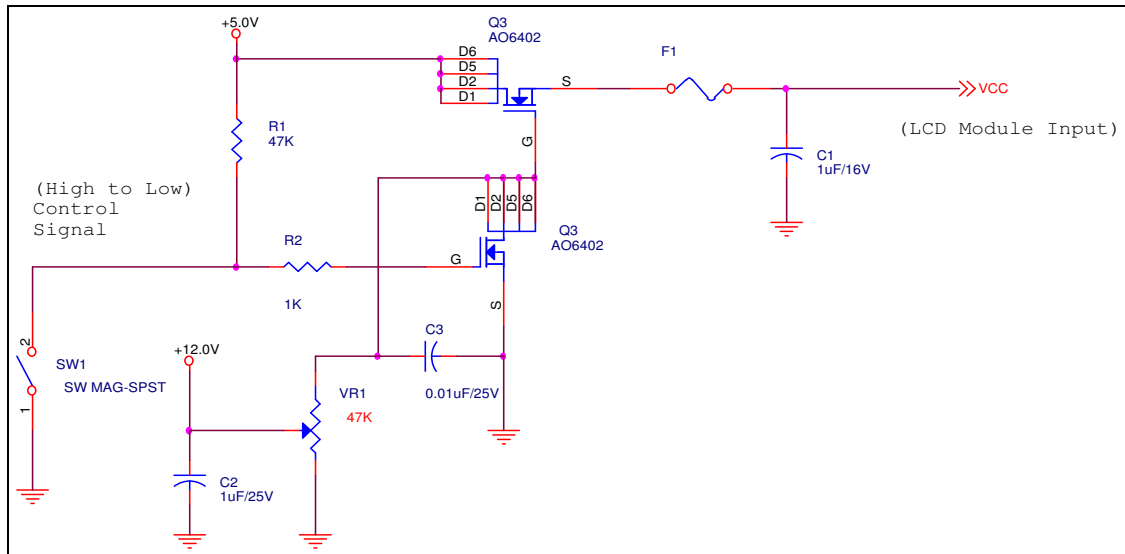 +5.0V
Q3
AO6402
D6
D5
D2
D1
S
G
F1
VCC
(LCD Module Input)
R1
47K
C1
1uF/16V
(High to Low)
Control
Signal
D1
D2
D5
D6
Q3
AO6402
R2
1K
G
S
C3
0.01uF/25V
2
SW1
SW MAG-SPST
1
+12.0V
VR1
47K
C2
1uF/25V